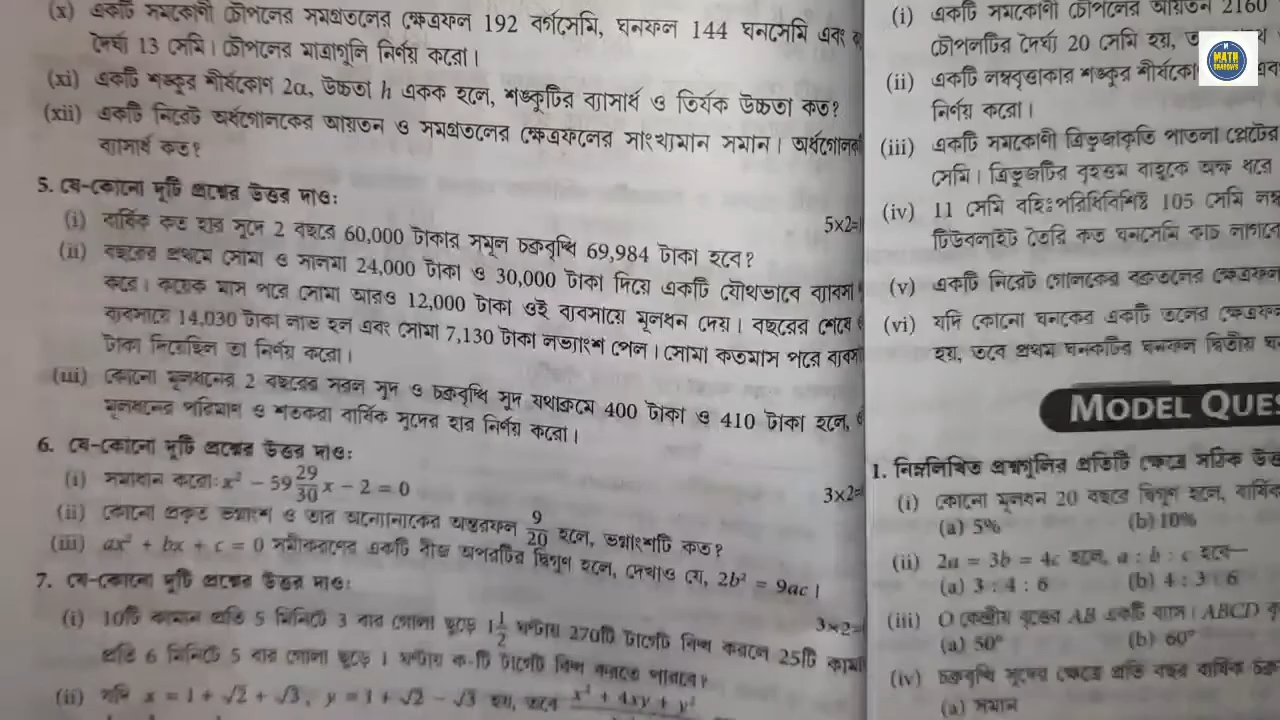 (x) একটি সমকোণী চৌপলের সমগ্রতলের ক্ষেত্রফল 192 বর্গসেমি, ঘনফল 144 ঘনসেমি এবং
দৈর্ঘ্য 13 সেমি। চৌপলের মাত্রাগুলি নির্ণয় করো।
(xi) একটি শঙ্কুর শীর্ষকোণ 2α, উচ্চতা h একক হলে, শঙ্কুটির ব্যাসার্ধ ও তির্যক উচ্চতা কত?
(xii) একটি নিরেট অর্ধগোলকের আয়তন ও সমগ্রতলের ক্ষেত্রফলের সাংখ্যমান সমান। অর্ধগোলক
ব্যাসার্ধ কত?
5. যে-কোনো দুটি প্রশ্নের উত্তর দাও: 5×2=
(i) বার্ষিক কত হার সুদে 2 বছরে 60,000 টাকার সমূল চক্রবৃদ্ধি 69,984 টাকা হবে?
(ii) বছরের প্রথমে সোমা ও সালমা 24,000 টাকা ও 30,000 টাকা দিয়ে একটি যৌথভাবে ব্যাবসা
করে। কয়েক মাস পরে সোমা আরও 12,000 টাকা ওই ব্যবসায়ে মূলধন দেয়। বছরের শেষে
ব্যবসায়ে 14,030 টাকা লাভ হল এবং সোমা 7,130 টাকা লভ্যাংশ পেল। সোমা কতমাস পরে ব্যবসা
টাকা দিয়েছিল তা নির্ণয় করো।
(iii) কোনো মূলধনের 2 বছরের সরল সুদ ও চক্রবৃদ্ধি সুদ যথাক্রমে 400 টাকা ও 410 টাকা হলে,
মূলধনের পরিমাণ ও শতকরা বার্ষিক সুদের হার নির্ণয় করো।
6. যে-কোনো দুটি প্রশ্নের উত্তর দাও: 3×2=
(i) সমাধান করো: x² − 59 29/30 x − 2 = 0
(ii) কোনো প্রকৃত ভগ্নাংশ ও তার অন্যোন্যকের অন্তরফল 9/20 হলে, ভগ্নাংশটি কত?
(iii) ax² + bx + c = 0 সমীকরণের একটি বীজ অপরটির দ্বিগুণ হলে, দেখাও যে, 2b² = 9ac।
7. যে-কোনো দুটি প্রশ্নের উত্তর দাও: 3×2=
(i) 10টি কামান প্রতি 5 মিনিটে 3 বার গোলা ছুড়ে 1 1/2 ঘণ্টায় 270টি টার্গেট বিদ্ধ করলে 25টি কামা
প্রতি 6 মিনিটে 5 বার গোলা ছুড়ে 1 ঘণ্টায় ক-টি টার্গেট বিদ্ধ করতে পারবে?
(ii) যদি x = 1 + √2 + √3, y = 1 + √2 − √3 হয়, তবে x² + 4xy + y²
(i) একটি সমকোণী চৌপলের আয়তন 2160
চৌপলটির দৈর্ঘ্য 20 সেমি হয়,
M
MATH
(ii) একটি লম্ববৃত্তাকার শঙ্কুর শীর্ষকো
নির্ণয় করো।
(iii) একটি সমকোণী ত্রিভুজাকৃতি পাতলা প্লেটের
সেমি। ত্রিভুজটির বৃহত্তম বাহুকে অক্ষ ধরে
(iv) 11 সেমি বহিঃপরিধিবিশিষ্ট 105 সেমি লম্ব
টিউবলাইট তৈরি কত ঘনসেমি কাচ লাগবে
(v) একটি নিরেট গোলকের বক্রতলের ক্ষেত্রফল
(vi) যদি কোনো ঘনকের একটি তলের ক্ষেত্রফল
হয়, তবে প্রথম ঘনকটির ঘনফল দ্বিতীয় ঘ
MODEL QUES
1. নিম্নলিখিত প্রশ্নগুলির প্রতিটি ক্ষেত্রে সঠিক উত্ত
(i) কোনো মূলধন 20 বছরে দ্বিগুণ হলে, বার্ষিক
(a) 5% (b) 10%
(ii) 2a = 3b = 4c হলে, a : b : c হবে—
(a) 3 : 4 : 6 (b) 4 : 3 : 6
(iii) O কেন্দ্রীয় বৃত্তের AB একটি ব্যাস। ABCD বৃ
(a) 50° (b) 60°
(iv) চক্রবৃদ্ধি সুদের ক্ষেত্রে প্রতি বছর বার্ষিক চক্র
(a) সমান